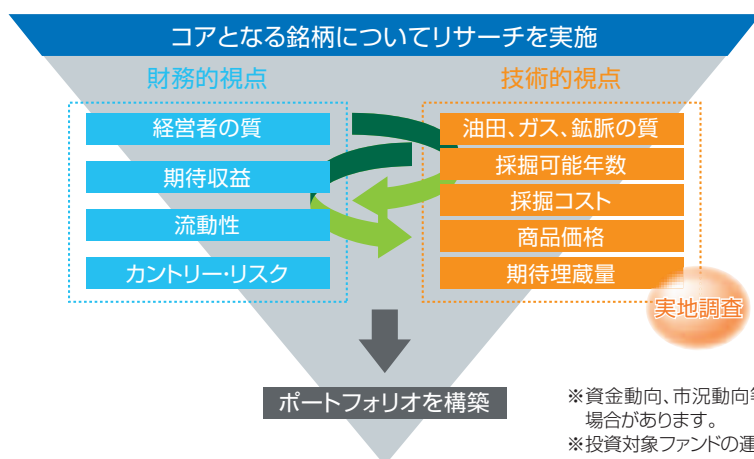 コアとなる銘柄についてリサーチを実施
財務的視点
経営者の質
期待収益
流動性
カントリー・リスク
技術的視点
油田、ガス、鉱脈の質
採掘可能年数
採掘コスト
商品価格
期待埋蔵量
実地調査
ポートフォリオを構築
※資金動向、市況動向等
場合があります。
※投資対象ファンドの運